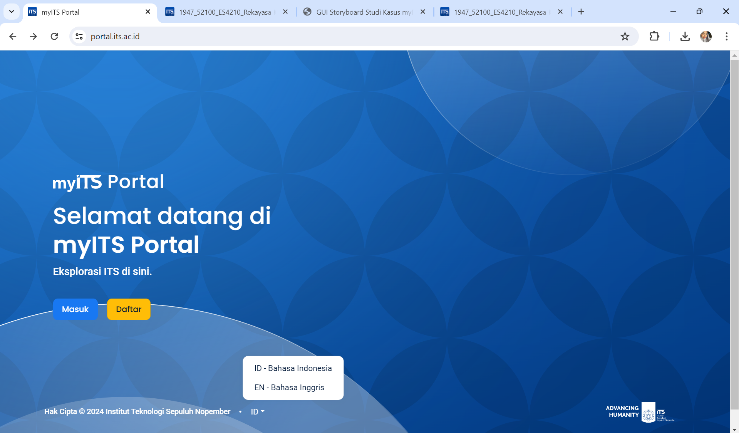 myITS Portal
1947_52100_ES4210_Rekayasa
GUI Storyboard Studi Kasus my
1947_52100_ES4210_Rekayasa
portal.its.ac.id
myITS Portal
Selamat datang di
myITS Portal
Eksplorasi ITS di sini.
Masuk
Daftar
ID - Bahasa Indonesia
EN - Bahasa Inggris
Hak Cipta © 2024 Institut Teknologi Sepuluh Nopember • ID
ADVANCING
HUMANITY
ITS